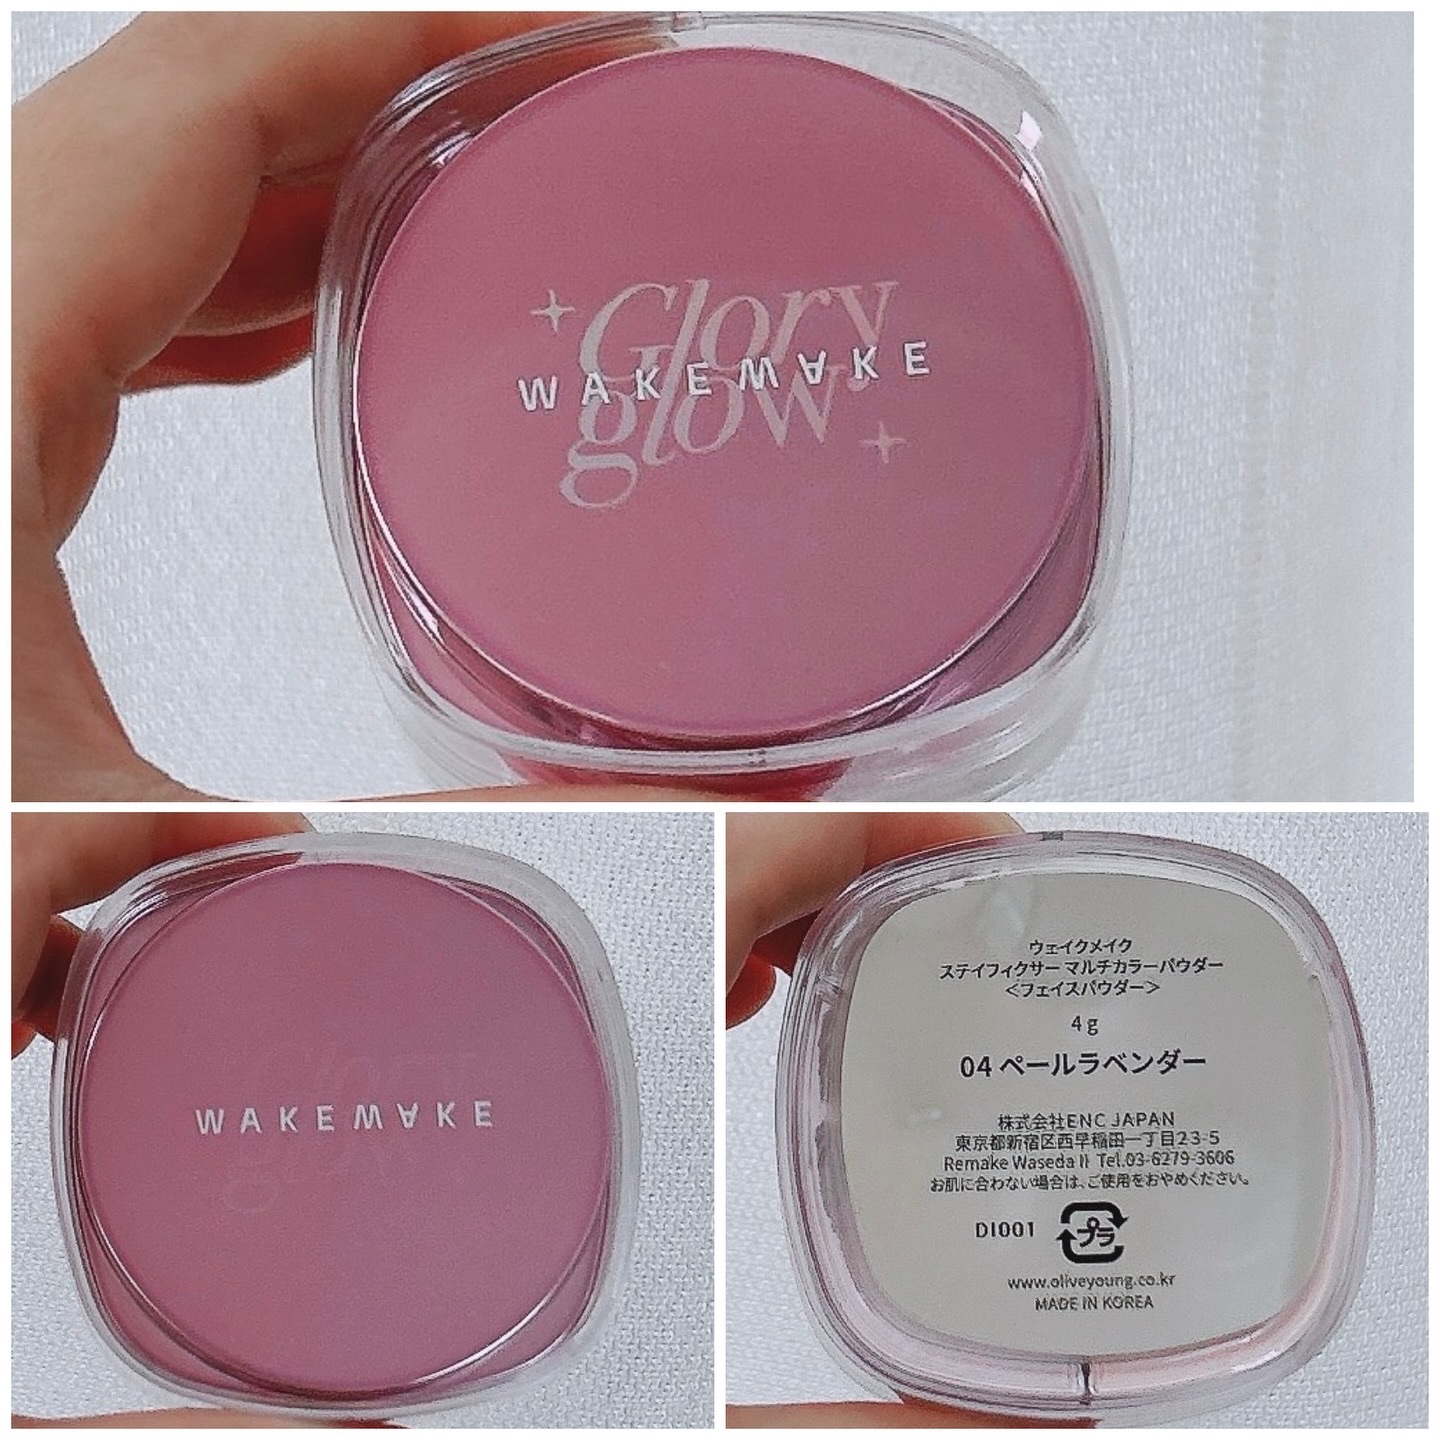 Glory
WAKEMAKE
glow
WAKEMAKE
ウェイクメイク
ステイフィクサー マルチカラーパウダー
＜フェイスパウダー＞
4g
04 ペールラベンダー
株式会社ENC JAPAN
東京都新宿区西早稲田一丁目23-5
Remake Waseda II Tel.03-6279-3606
お肌に合わない場合は、ご使用をおやめください。
DI001 プラ
www.oliveyoung.co.kr
MADE IN KOREA